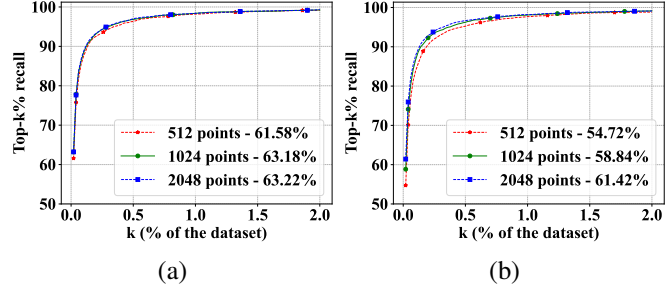 100
90
80
70
60
50
Top-k% recall
512 points - 61.58%
1024 points - 63.18%
2048 points - 63.22%
0.0 0.5 1.0 1.5 2.0
k (% of the dataset)
(a)
100
90
80
70
60
50
Top-k% recall
512 points - 54.72%
1024 points - 58.84%
2048 points - 61.42%
0.0 0.5 1.0 1.5 2.0
k (% of the dataset)
(b)